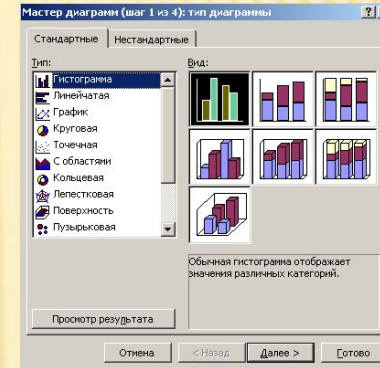 Мастер диаграмм (шаг 1 из 4): тип диаграммы
Стандартные
Нестандартные
Тип:
Вид:
Гистограмма
Линейчатая
График
Круговая
Точечная
С областями
Кольцевая
Лепестковая
Поверхность
Пузырьковая
Обычная гистограмма отображает
значения различных категорий.
Просмотр результата
Отмена
< Назад
Далее >
Готово